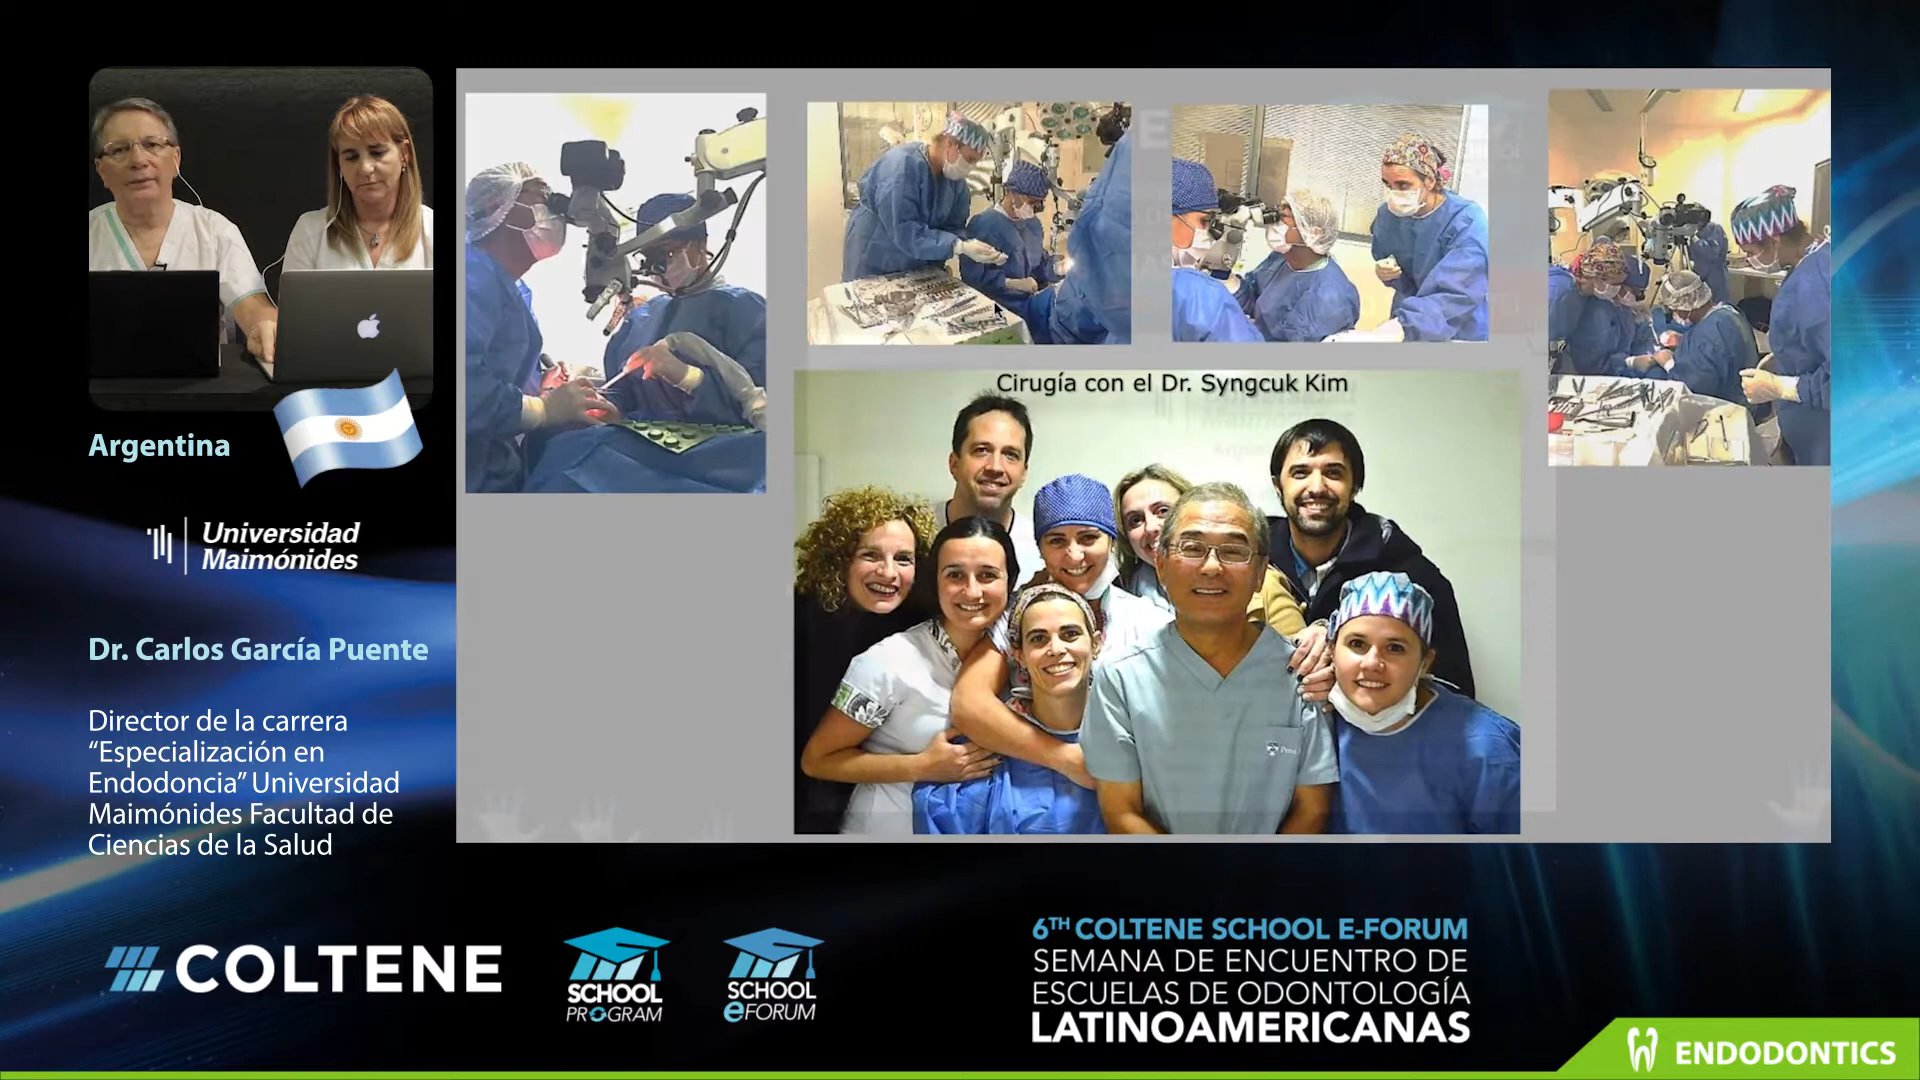 Argentina
Universidad
Maimónides
Dr. Carlos García Puente
Director de la carrera
“Especialización en
Endodoncia” Universidad
Maimónides Facultad de
Ciencias de la Salud
Cirugía con el Dr. Syngcuk Kim
Penn
COLTENE
SCHOOL
PROGRAM
SCHOOL
eFORUM
6TH COLTENE SCHOOL E-FORUM
SEMANA DE ENCUENTRO DE
ESCUELAS DE ODONTOLOGÍA
LATINOAMERICANAS
ENDODONTICS